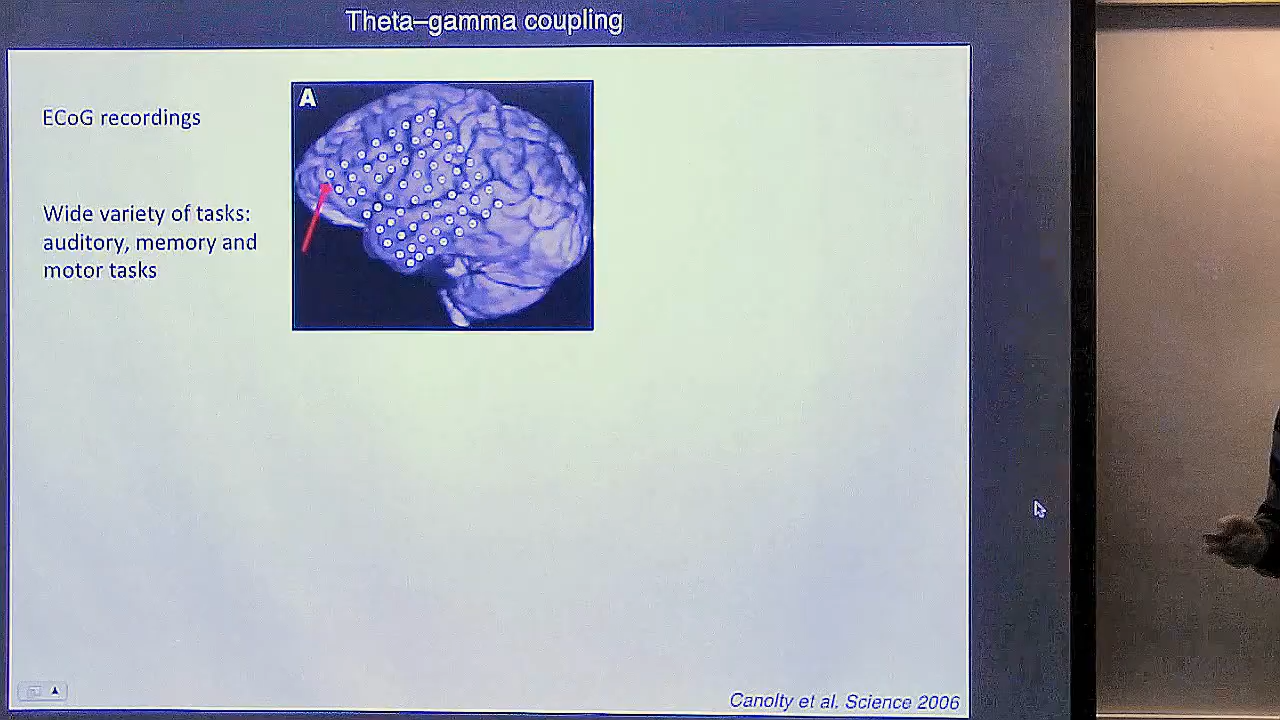 Theta–gamma coupling
A
ECoG recordings
Wide variety of tasks:
auditory, memory and
motor tasks
Canolty et al. Science 2006